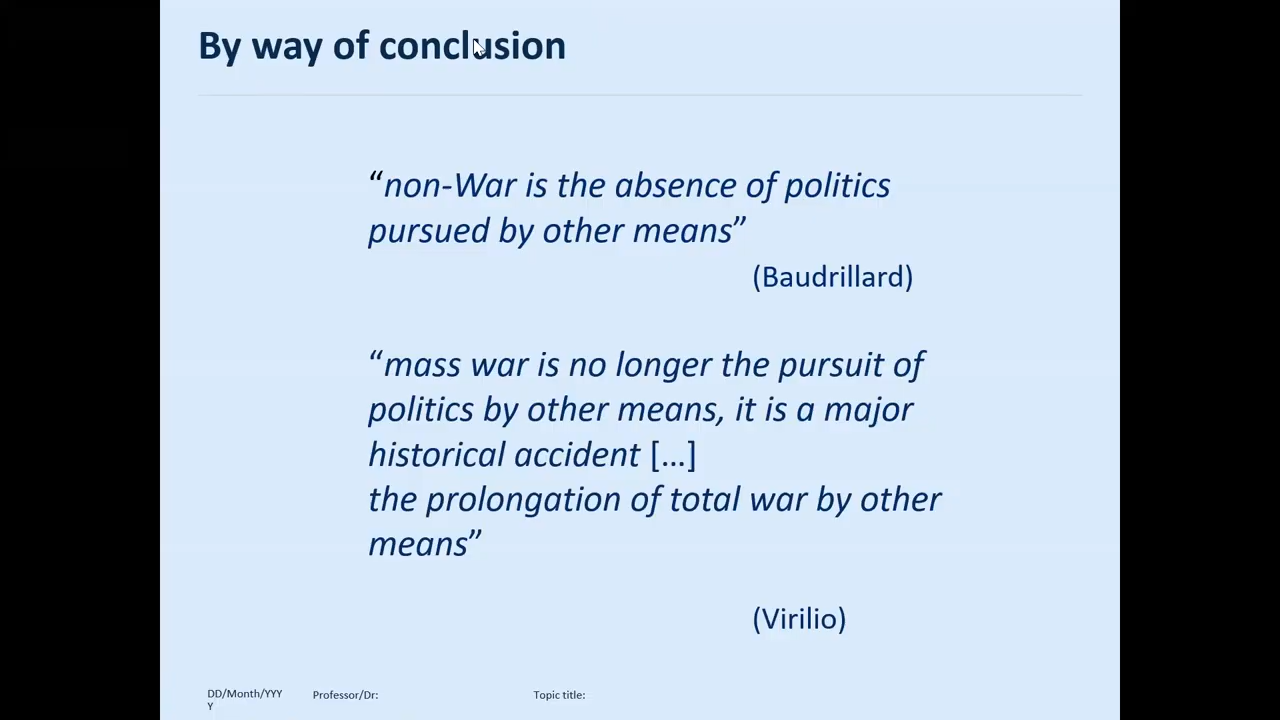 By way of conclusion
“non-War is the absence of politics
pursued by other means”
(Baudrillard)
“mass war is no longer the pursuit of
politics by other means, it is a major
historical accident […]
the prolongation of total war by other
means”
(Virilio)
DD/Month/YYY
Y
Professor/Dr:
Topic title: